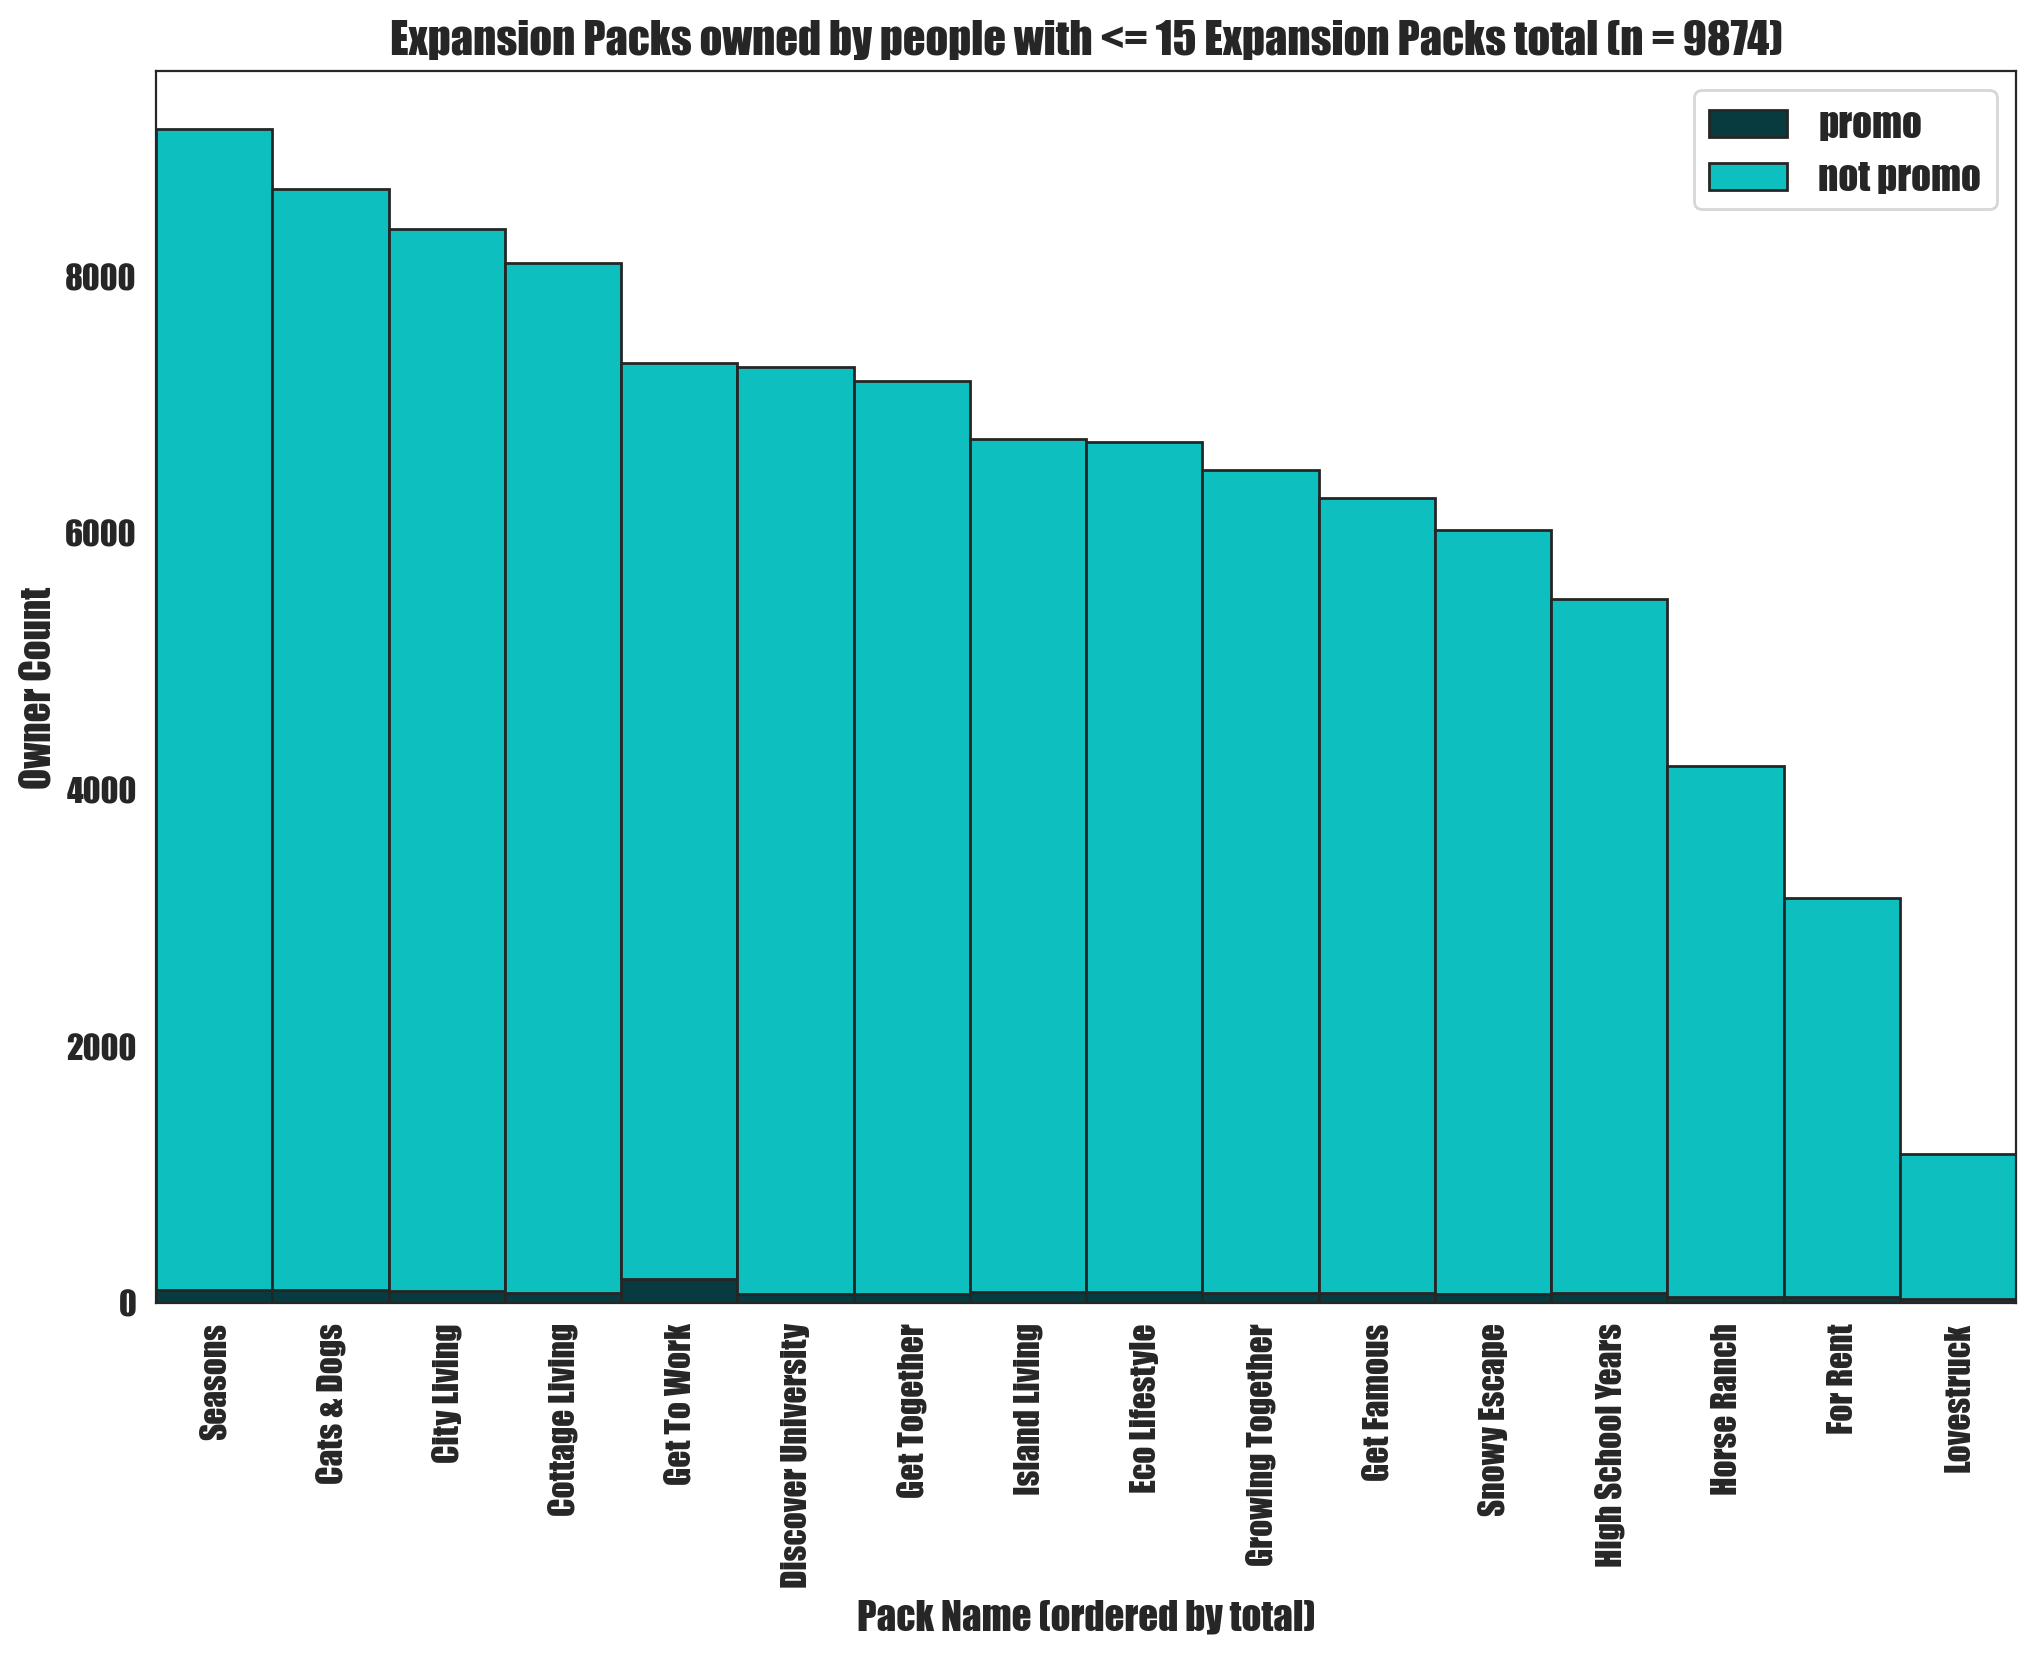 Expansion Packs owned by people with <= 15 Expansion Packs total (n = 9874)
promo
not promo
Owner Count
8000
6000
4000
2000
0
Seasons
Cats & Dogs
City Living
Cottage Living
Get To Work
Discover University
Get Together
Island Living
Eco Lifestyle
Growing Together
Get Famous
Snowy Escape
High School Years
Horse Ranch
For Rent
Lovestruck
Pack Name (ordered by total)